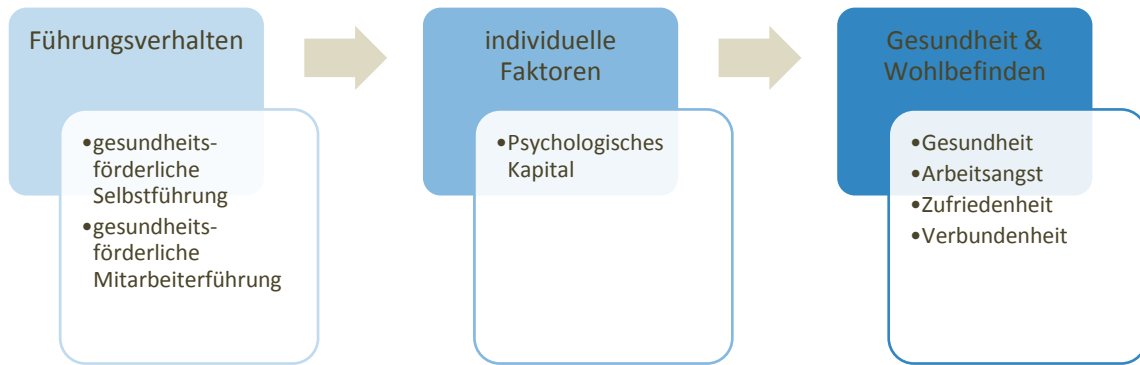 Führungsverhalten
•gesundheits-
förderliche
Selbstführung
•gesundheits-
förderliche
Mitarbeiterführung
individuelle
Faktoren
•Psychologisches
Kapital
Gesundheit &
Wohlbefinden
•Gesundheit
•Arbeitsangst
•Zufriedenheit
•Verbundenheit